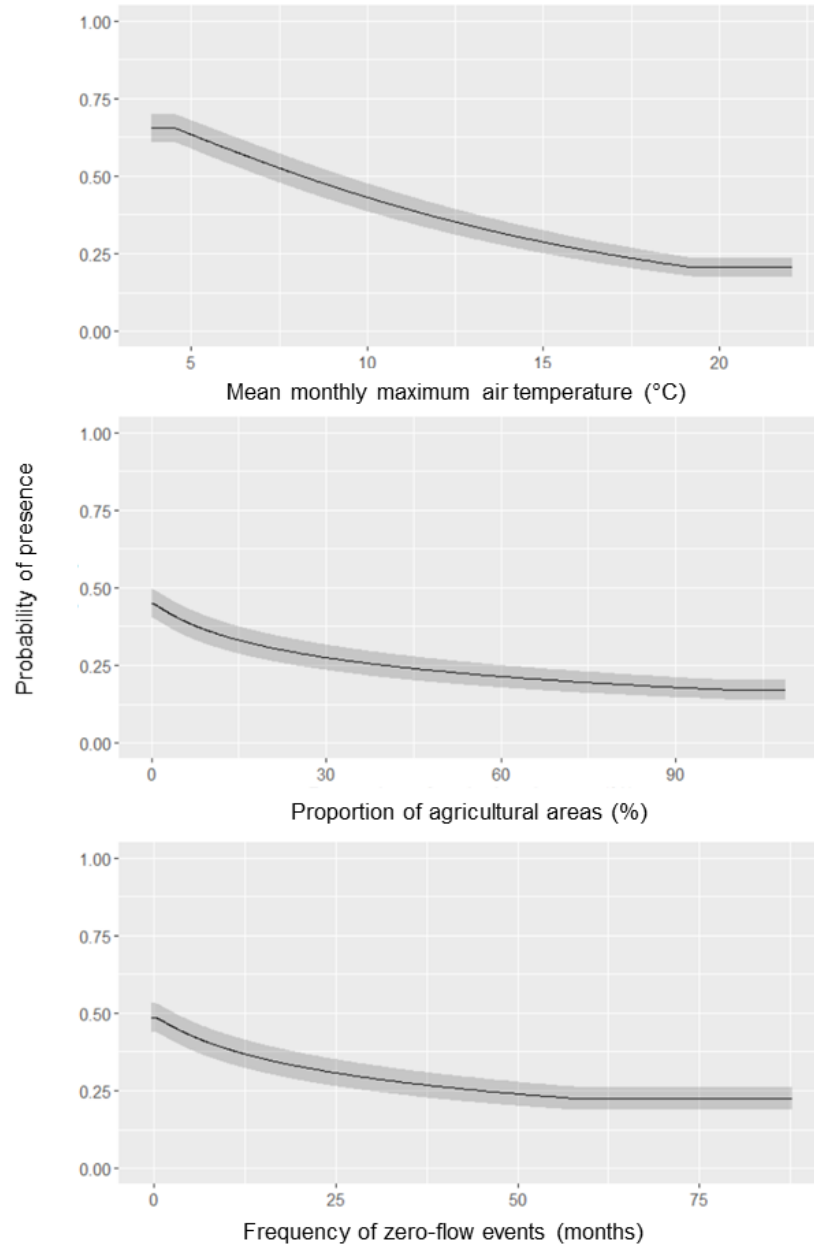 1.00
0.75
0.50
0.25
0.00
5 10 15 20
Mean monthly maximum air temperature (°C)
Probability of presence
1.00
0.75
0.50
0.25
0.00
0 30 60 90
Proportion of agricultural areas (%)
1.00
0.75
0.50
0.25
0.00
0 25 50 75
Frequency of zero-flow events (months)